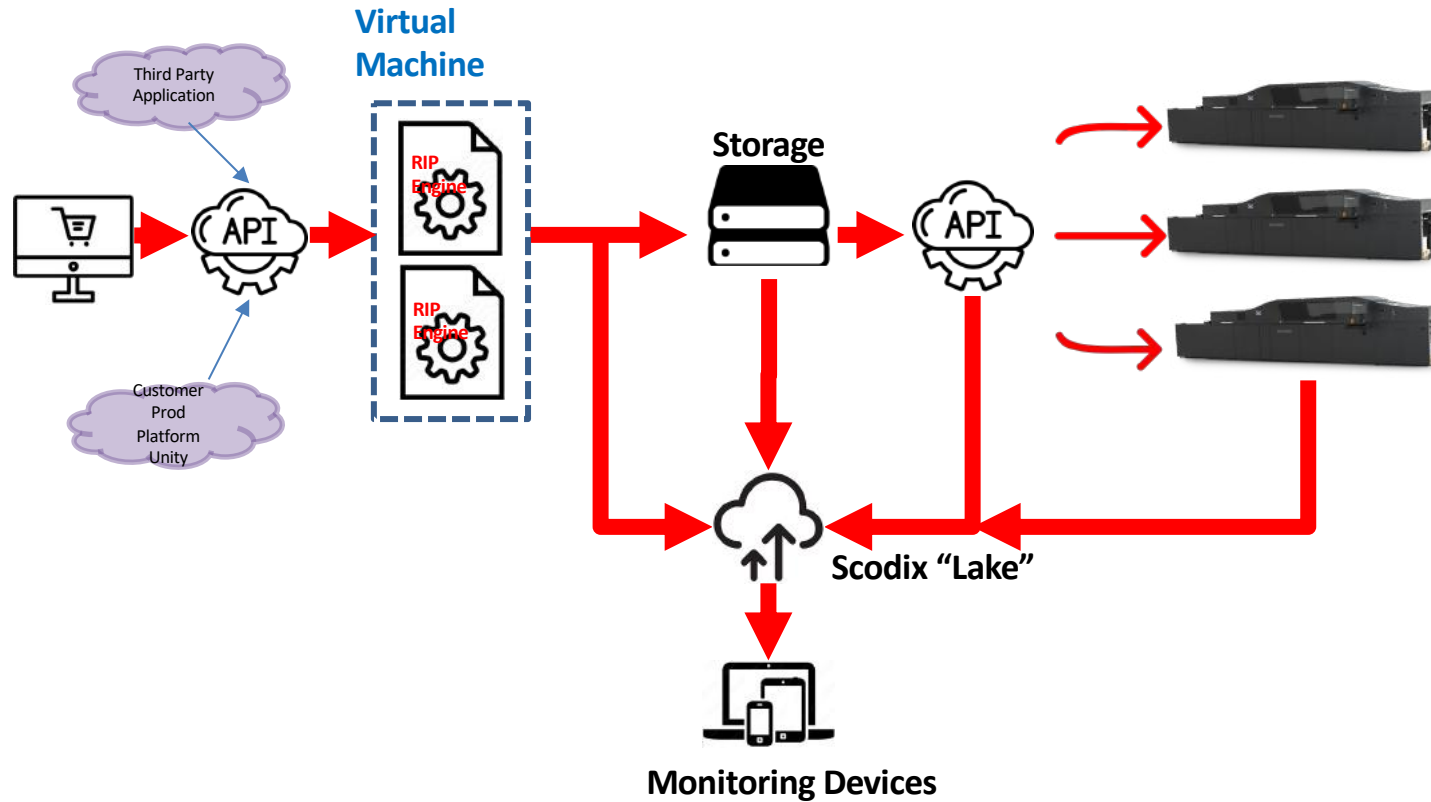 Virtual
Machine
Third Party
Application
API
RIP
Engine
RIP
Engine
Storage
API
Customer
Prod
Platform
Unity
Scodix “Lake”
Monitoring Devices